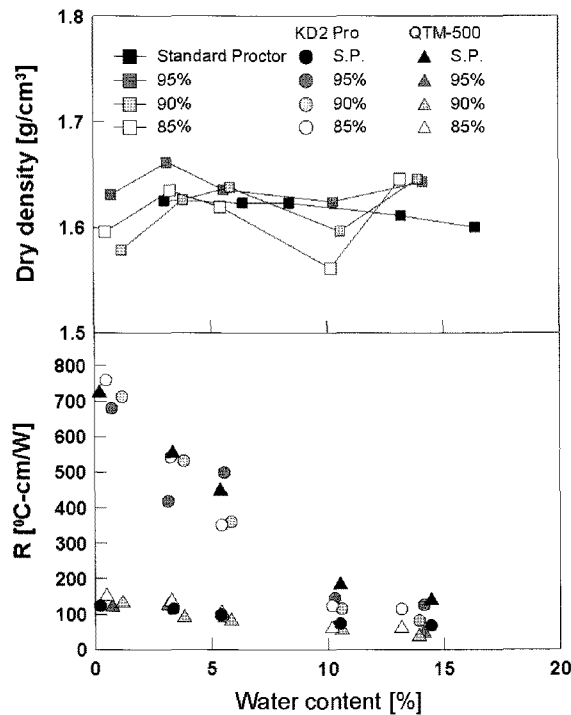 1.8
KD2 Pro QTM-500
Standard Proctor S.P. S.P.
95% 95% 95%
90% 90% 90%
85% 85% 85%
1.7
1.6
1.5
Dry density [g/cm³]
800
700
600
500
400
300
200
100
0
R [⁰C-cm/W]
0 5 10 15 20
Water content [%]